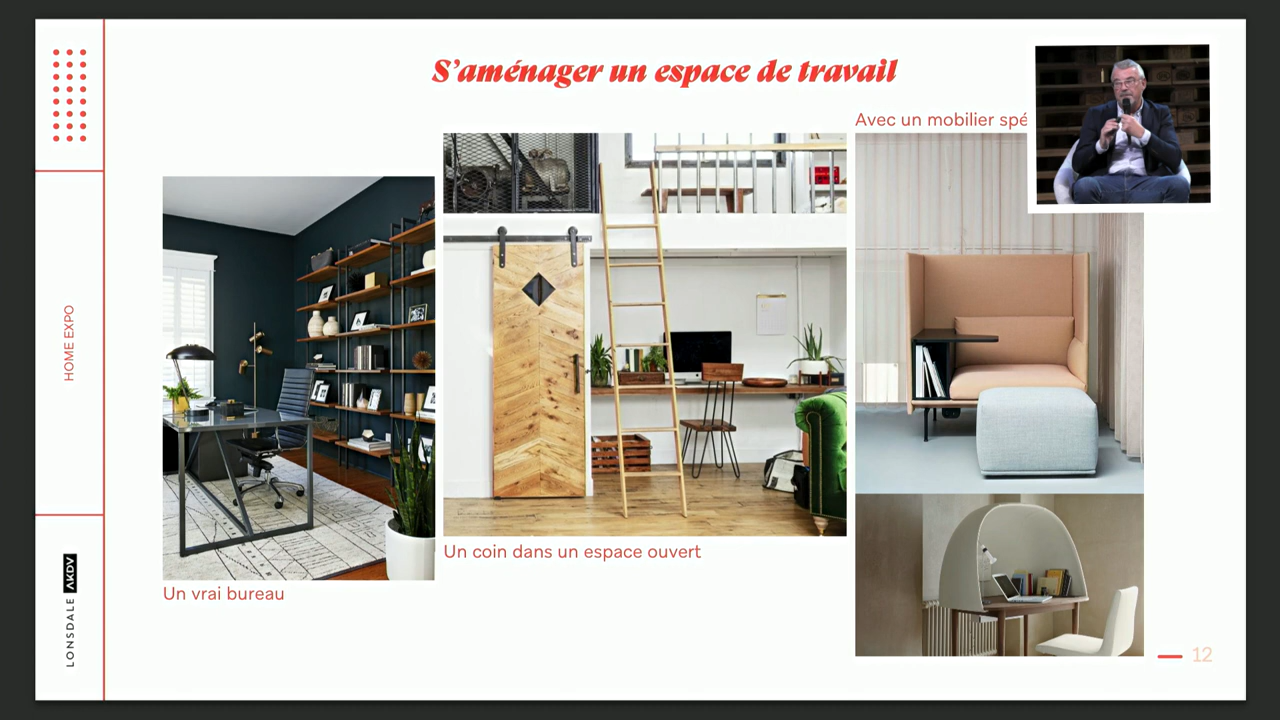 S'aménager un espace de travail
Avec un mobilier
HOME EXPO
Un coin dans un espace ouvert
Un vrai bureau
LONSDALE AKDV
12